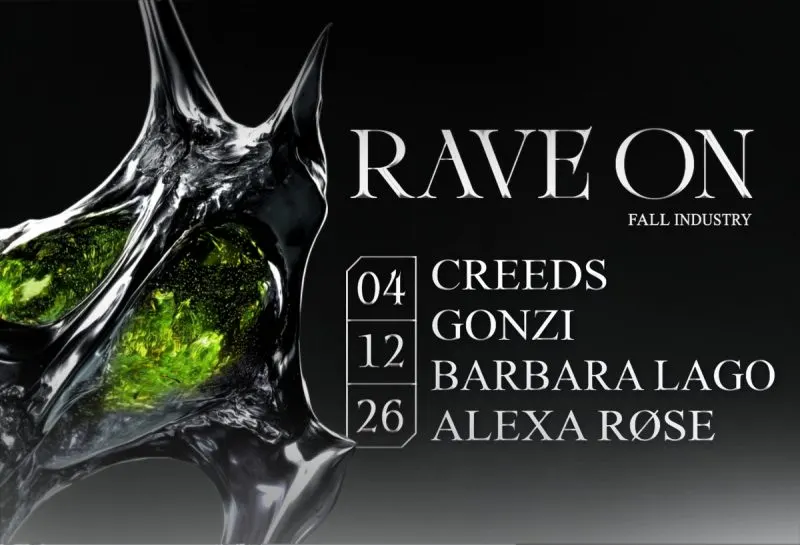 RAVE ON
FALL INDUSTRY
04
12
26
CREEDS
GONZI
BARBARA LAGO
ALEXA RØSE